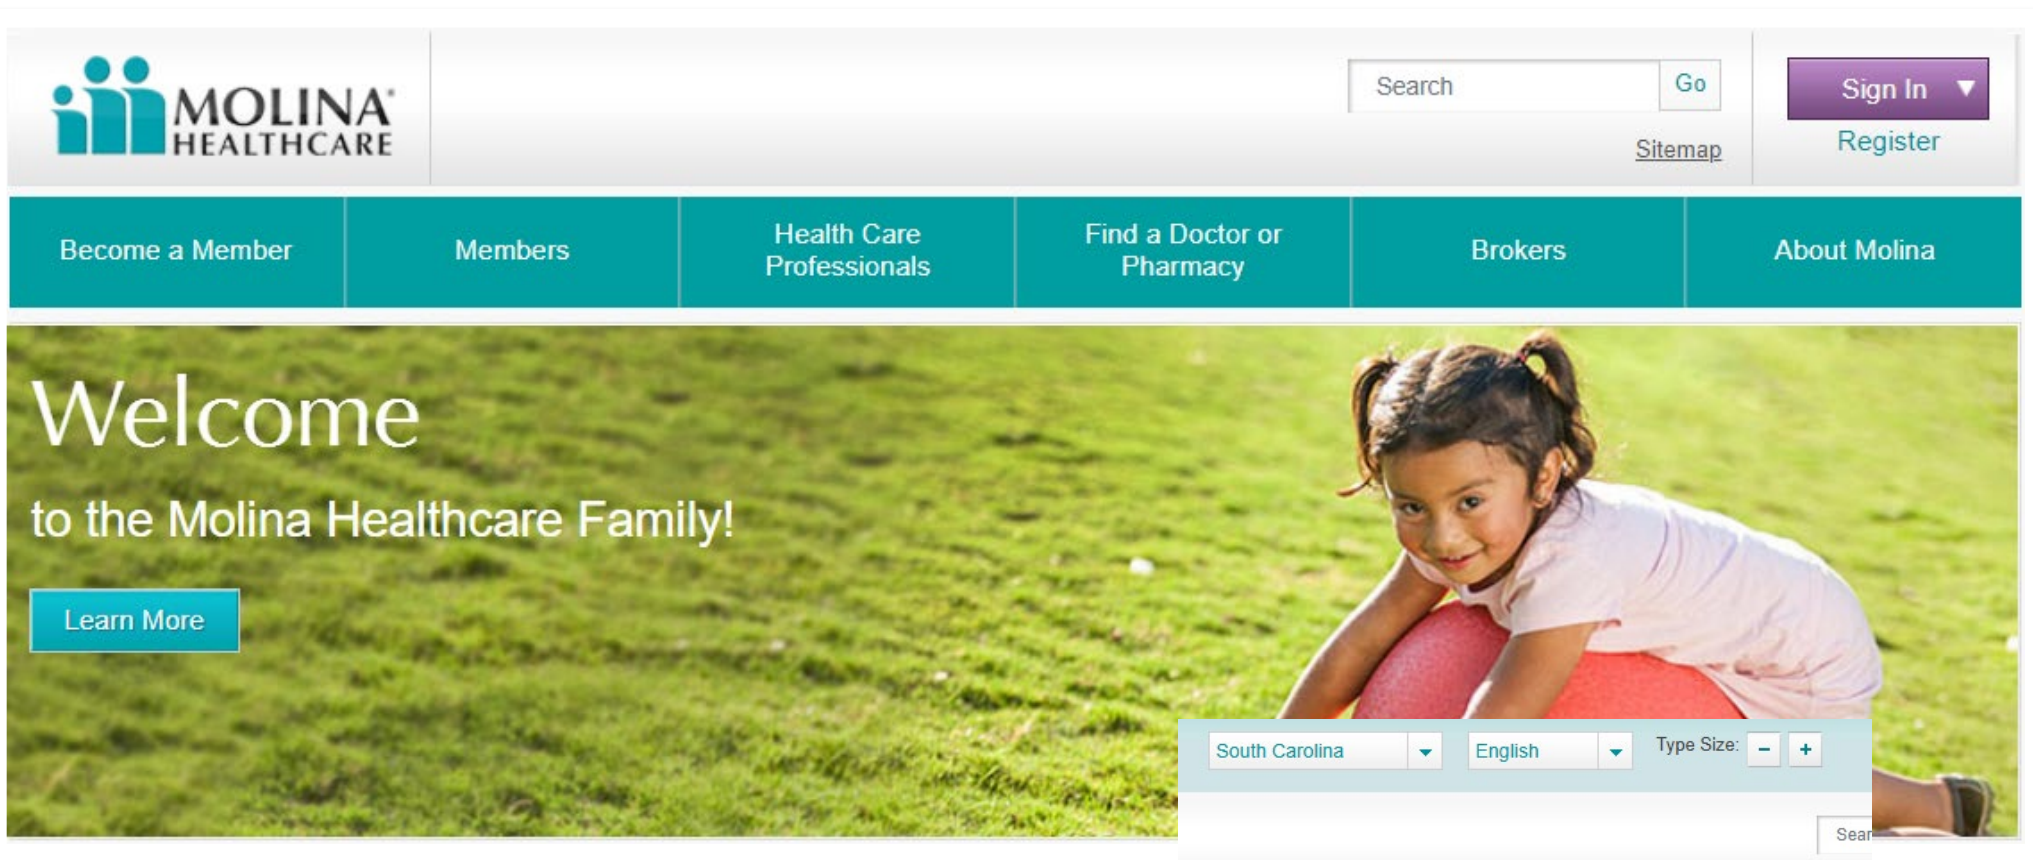 MOLINA
HEALTHCARE
Search
Go
Sitemap
Sign In
Register
Become a Member
Members
Health Care
Professionals
Find a Doctor or
Pharmacy
Brokers
About Molina
Welcome
to the Molina Healthcare Family!
Learn More
South Carolina
English
Type Size: - +
Sear